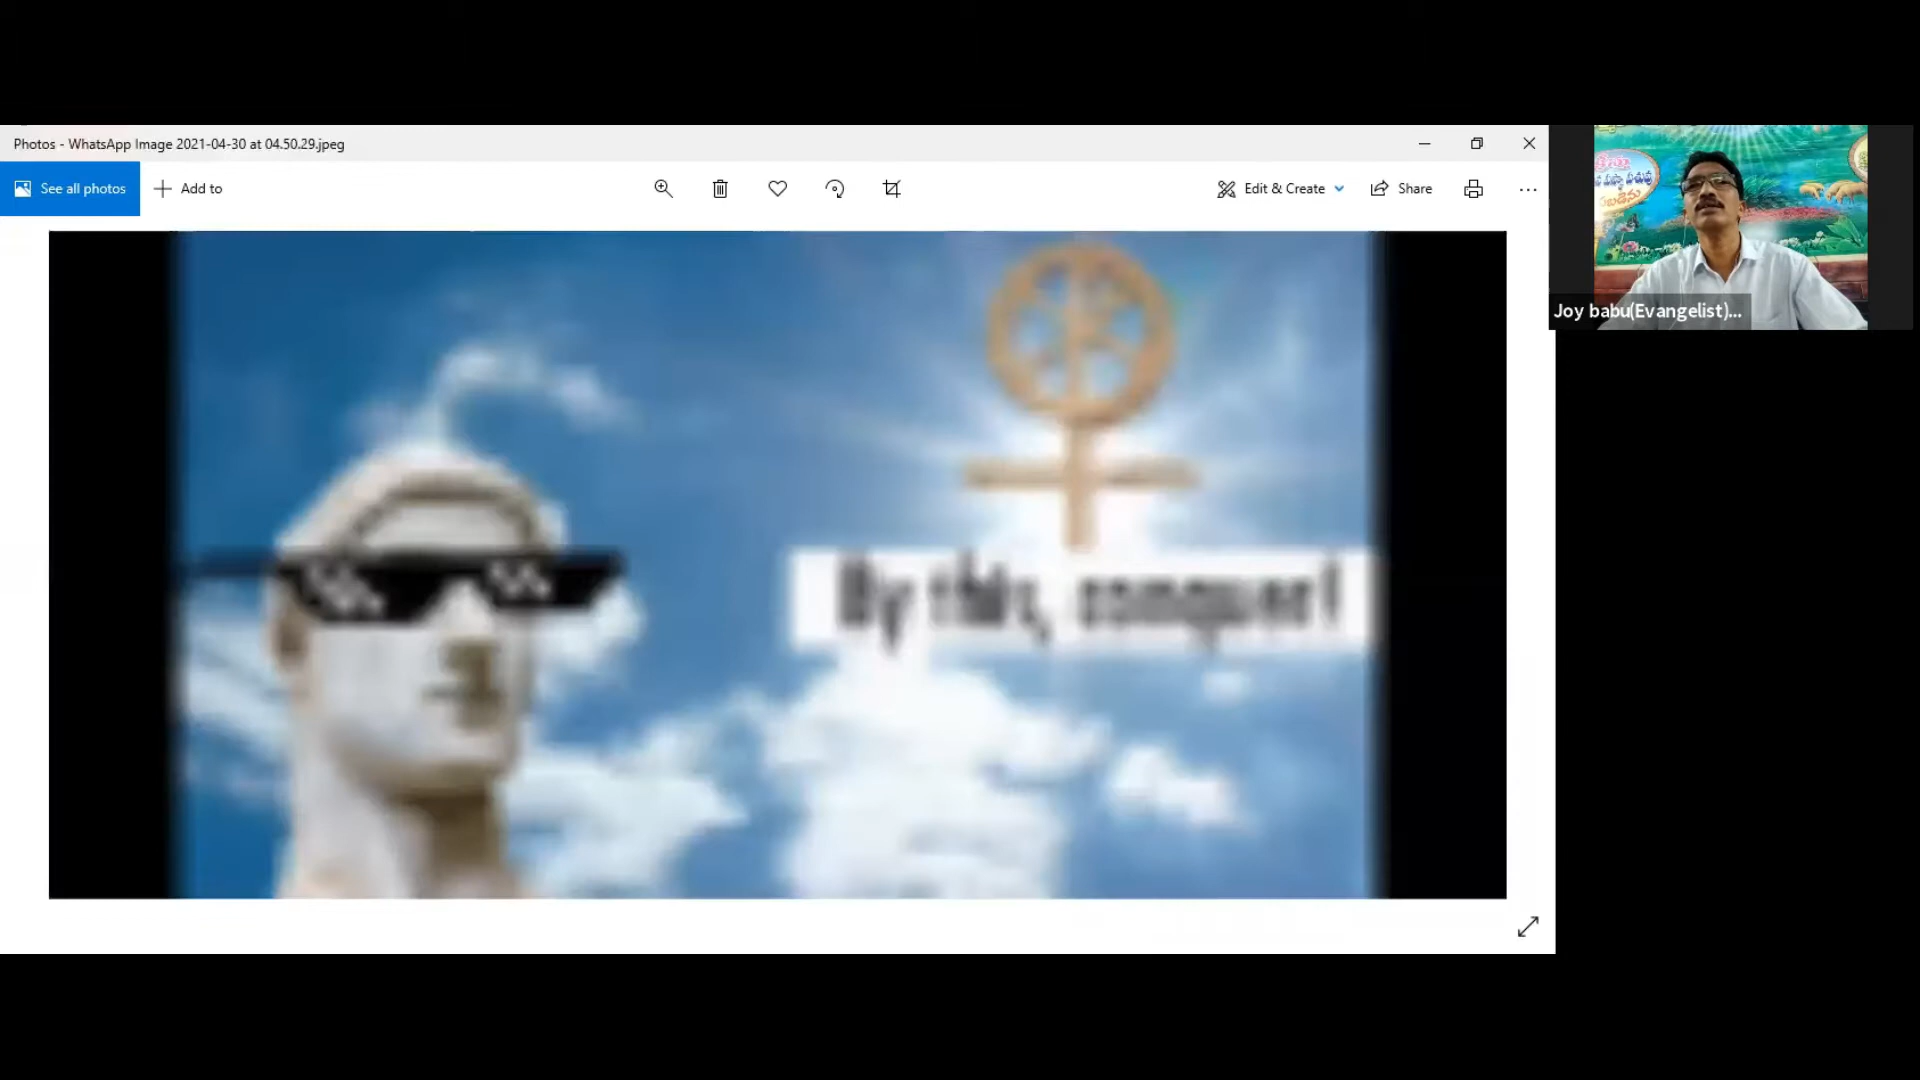 Photos - WhatsApp Image 2021-04-30 at 04.50.29.jpeg
See all photos
Add to
Edit & Create
Share
By this, conquer!
Joy babu(Evangelist)...